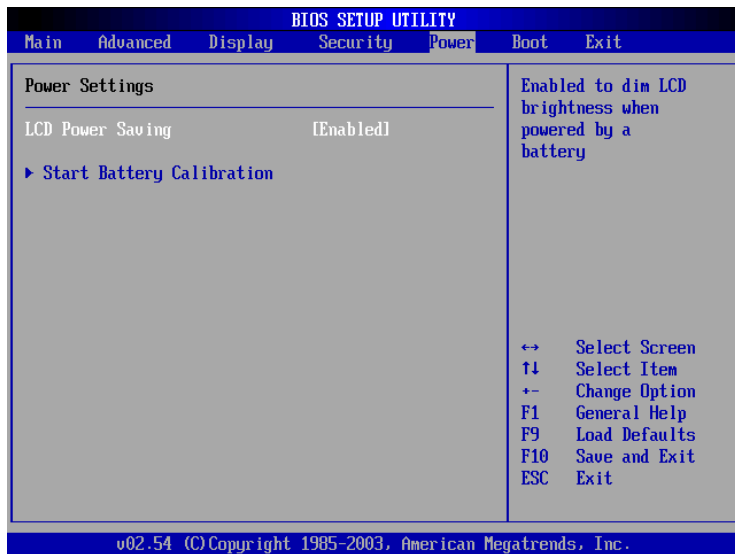 BIOS SETUP UTILITY
Main Advanced Display Security Power Boot Exit
Power Settings
LCD Power Saving [Enabled]
▶ Start Battery Calibration
Enabled to dim LCD
brightness when
powered by a
battery
↔ Select Screen
↑↓ Select Item
+- Change Option
F1 General Help
F9 Load Defaults
F10 Save and Exit
ESC Exit
v02.54 (C)Copyright 1985-2003, American Megatrends, Inc.